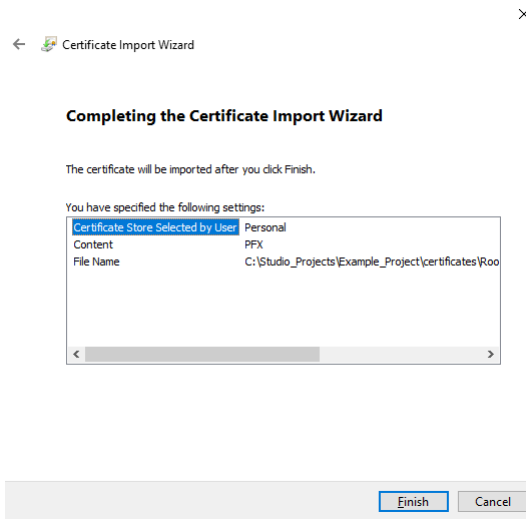 Certificate Import Wizard
Completing the Certificate Import Wizard
The certificate will be imported after you click Finish.
You have specified the following settings:
Certificate Store Selected by User Personal
Content PFX
File Name C:\Studio_Projects\Example_Project\certificates\Roo
Finish Cancel